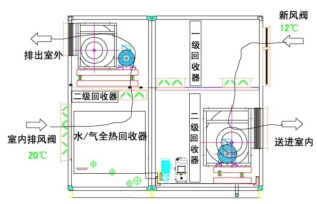 排出室外
新风阀
12℃
一级回收器
二级回收器
二级回收器
室内排风阀
20℃
水/气全热回收器
送进室内